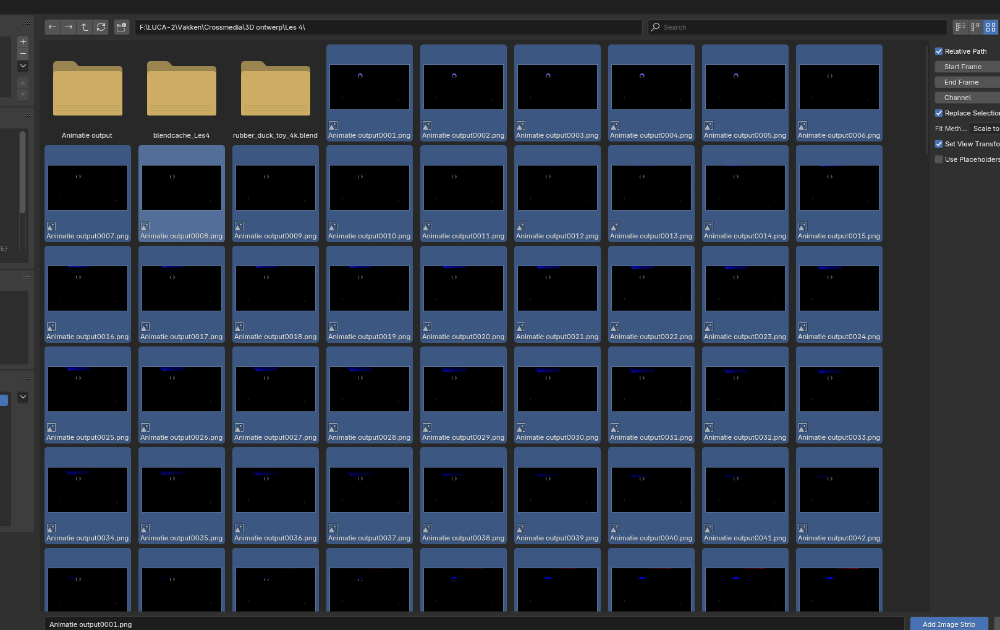 F:\LUCA-2\Vakken\Crossmedia\3D ontwerp\Les 4\
Search
Relative Path
Start Frame
End Frame
Channel
Replace Selectio
Fit Meth...
Scale to
Set View Transfo
Use Placeholders
E}
Animatie output
blendcache_Les4
rubber_duck_toy_4k.blend
Animatie output0001.png
Animatie output0002.png
Animatie output0003.png
Animatie output0004.png
Animatie output0005.png
Animatie output0006.png
Animatie output0007.png
Animatie output0008.png
Animatie output0009.png
Animatie output0010.png
Animatie output0011.png
Animatie output0012.png
Animatie output0013.png
Animatie output0014.png
Animatie output0015.png
Animatie output0016.png
Animatie output0017.png
Animatie output0018.png
Animatie output0019.png
Animatie output0020.png
Animatie output0021.png
Animatie output0022.png
Animatie output0023.png
Animatie output0024.png
Animatie output0025.png
Animatie output0026.png
Animatie output0027.png
Animatie output0028.png
Animatie output0029.png
Animatie output0030.png
Animatie output0031.png
Animatie output0032.png
Animatie output0033.png
Animatie output0034.png
Animatie output0035.png
Animatie output0036.png
Animatie output0037.png
Animatie output0038.png
Animatie output0039.png
Animatie output0040.png
Animatie output0041.png
Animatie output0042.png
Animatie output0001.png
Add Image Strip